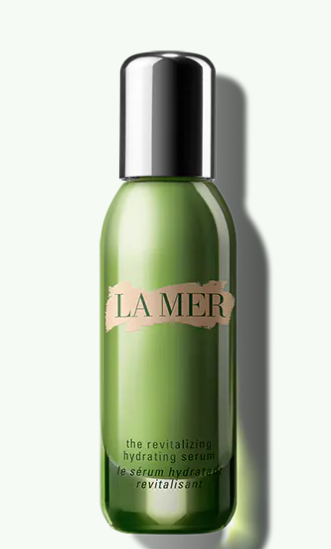 LA MER
the revitalizing
hydrating serum
le sérum hydratant
revitalisant